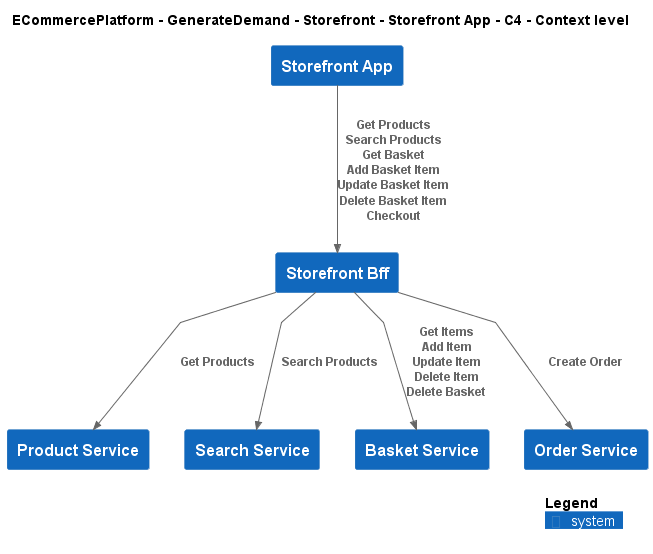 ECommercePlatform - GenerateDemand - Storefront - Storefront App - C4 - Context level
Storefront App
Get Products
Search Products
Get Basket
Add Basket Item
Update Basket Item
Delete Basket Item
Checkout
Storefront Bff
Get Products
Search Products
Get Items
Add Item
Update Item
Delete Item
Delete Basket
Create Order
Product Service
Search Service
Basket Service
Order Service
Legend
system